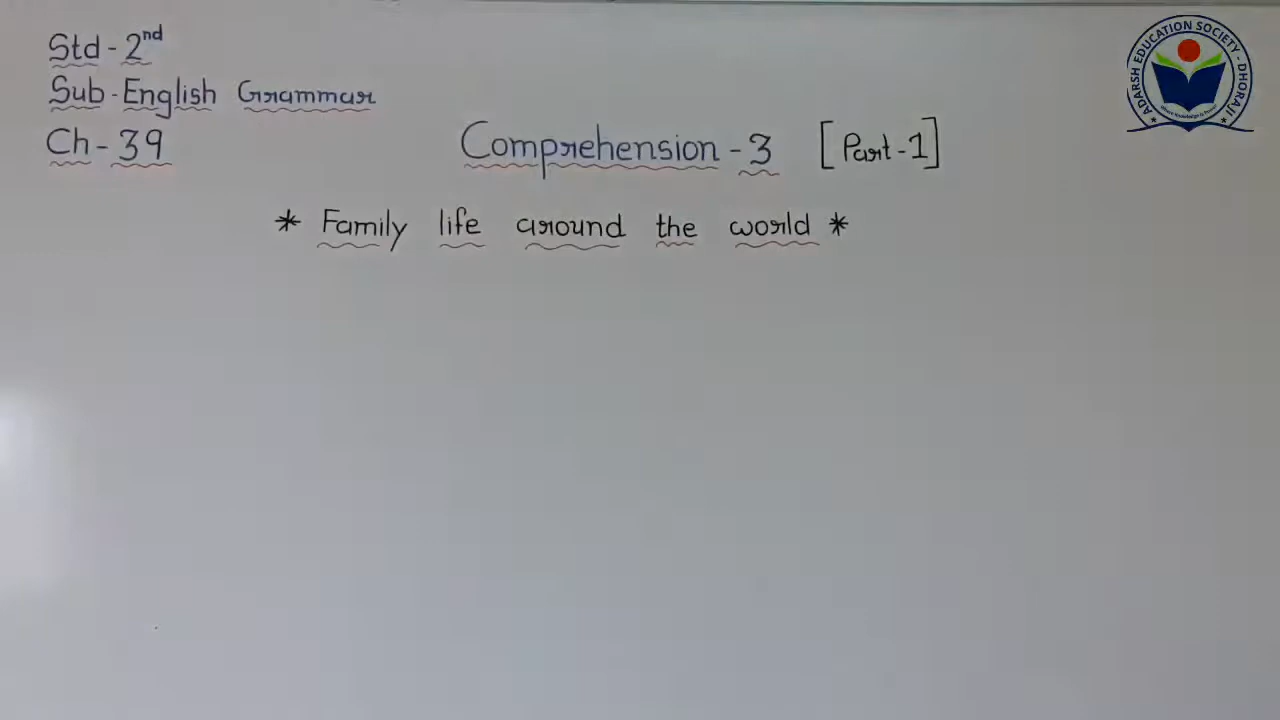 Std - 2nd
Sub - English Grammar
Ch - 39
Comprehension - 3 [Part - 1]
* Family life around the world *
ADARSH EDUCATION SOCIETY - DHORAJI